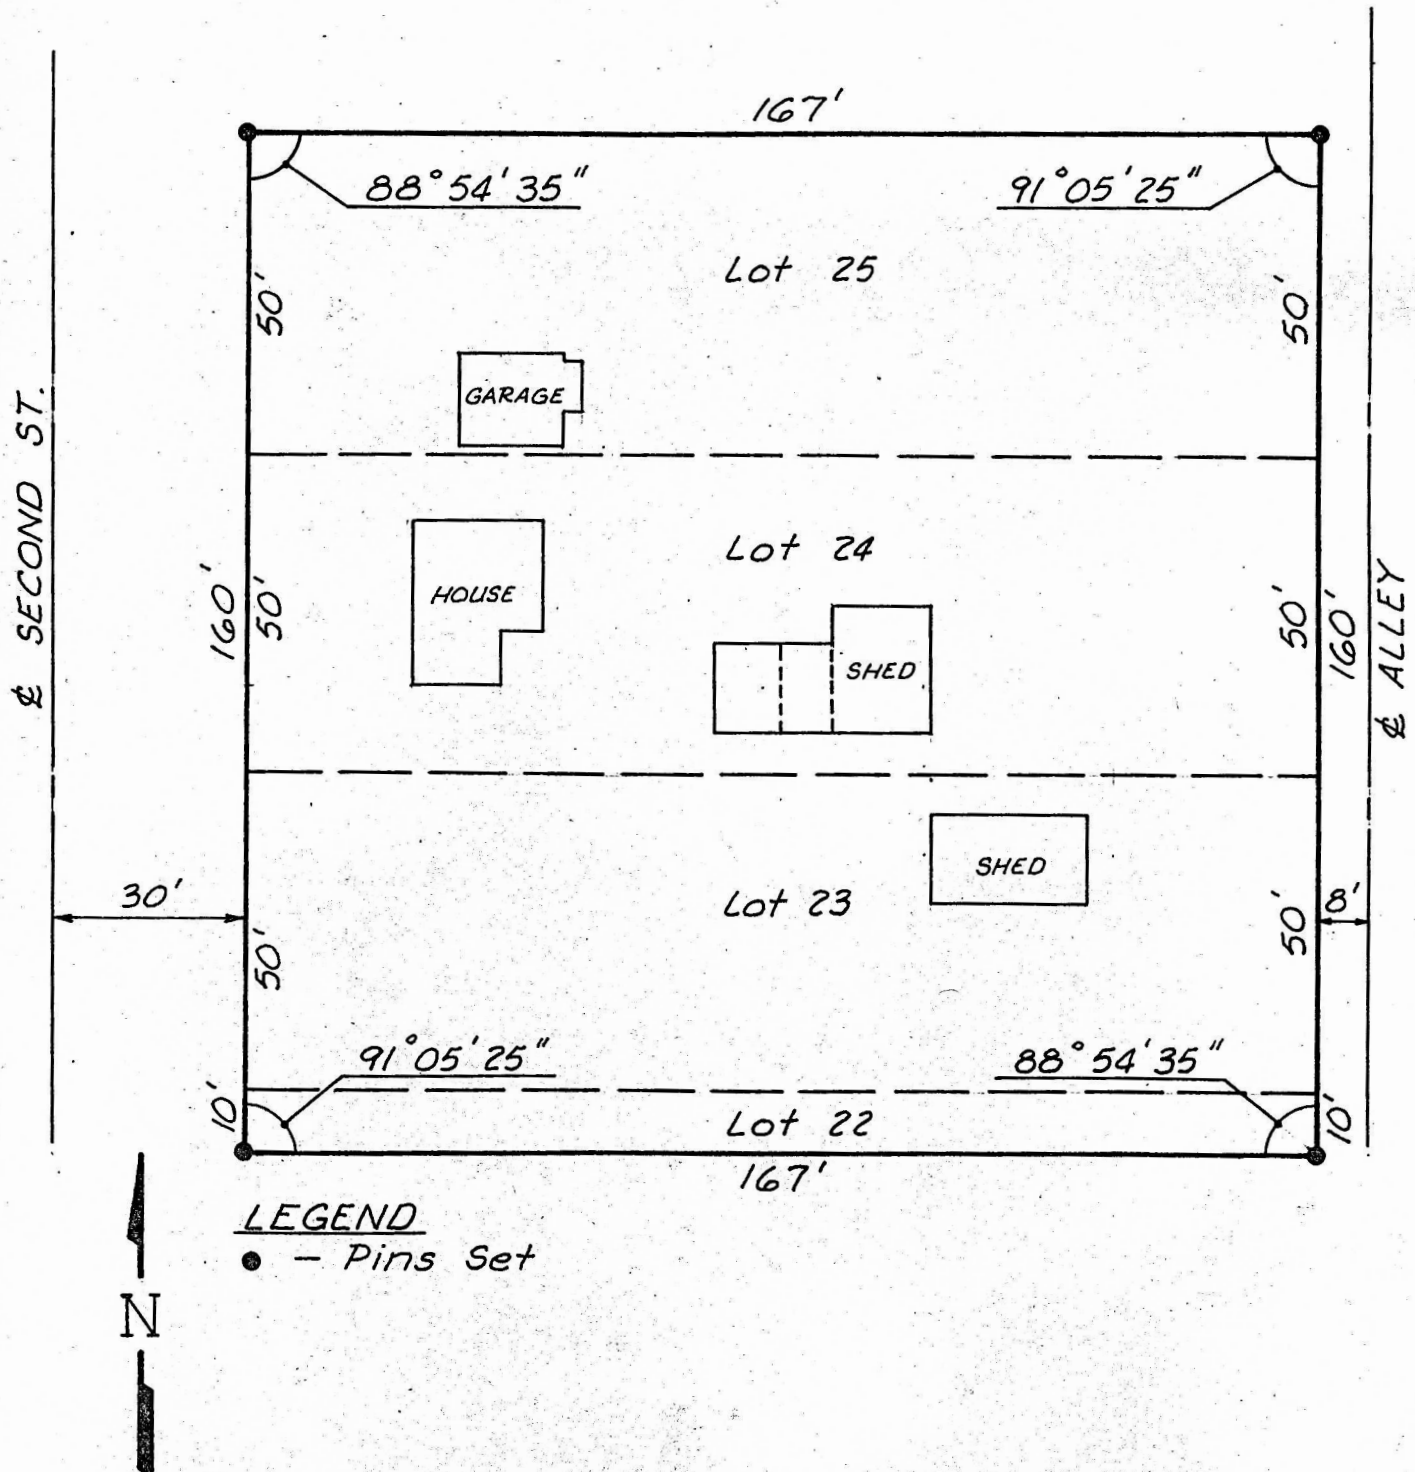 167'
88°54'35"
91°05'25"
Lot 25
50'
50'
GARAGE
℄ SECOND ST.
Lot 24
HOUSE
160'
50'
50'
160'
℄ ALLEY
SHED
SHED
30'
Lot 23
8'
50'
50'
91°05'25"
88°54'35"
10'
Lot 22
10'
167'
LEGEND
● – Pins Set
N